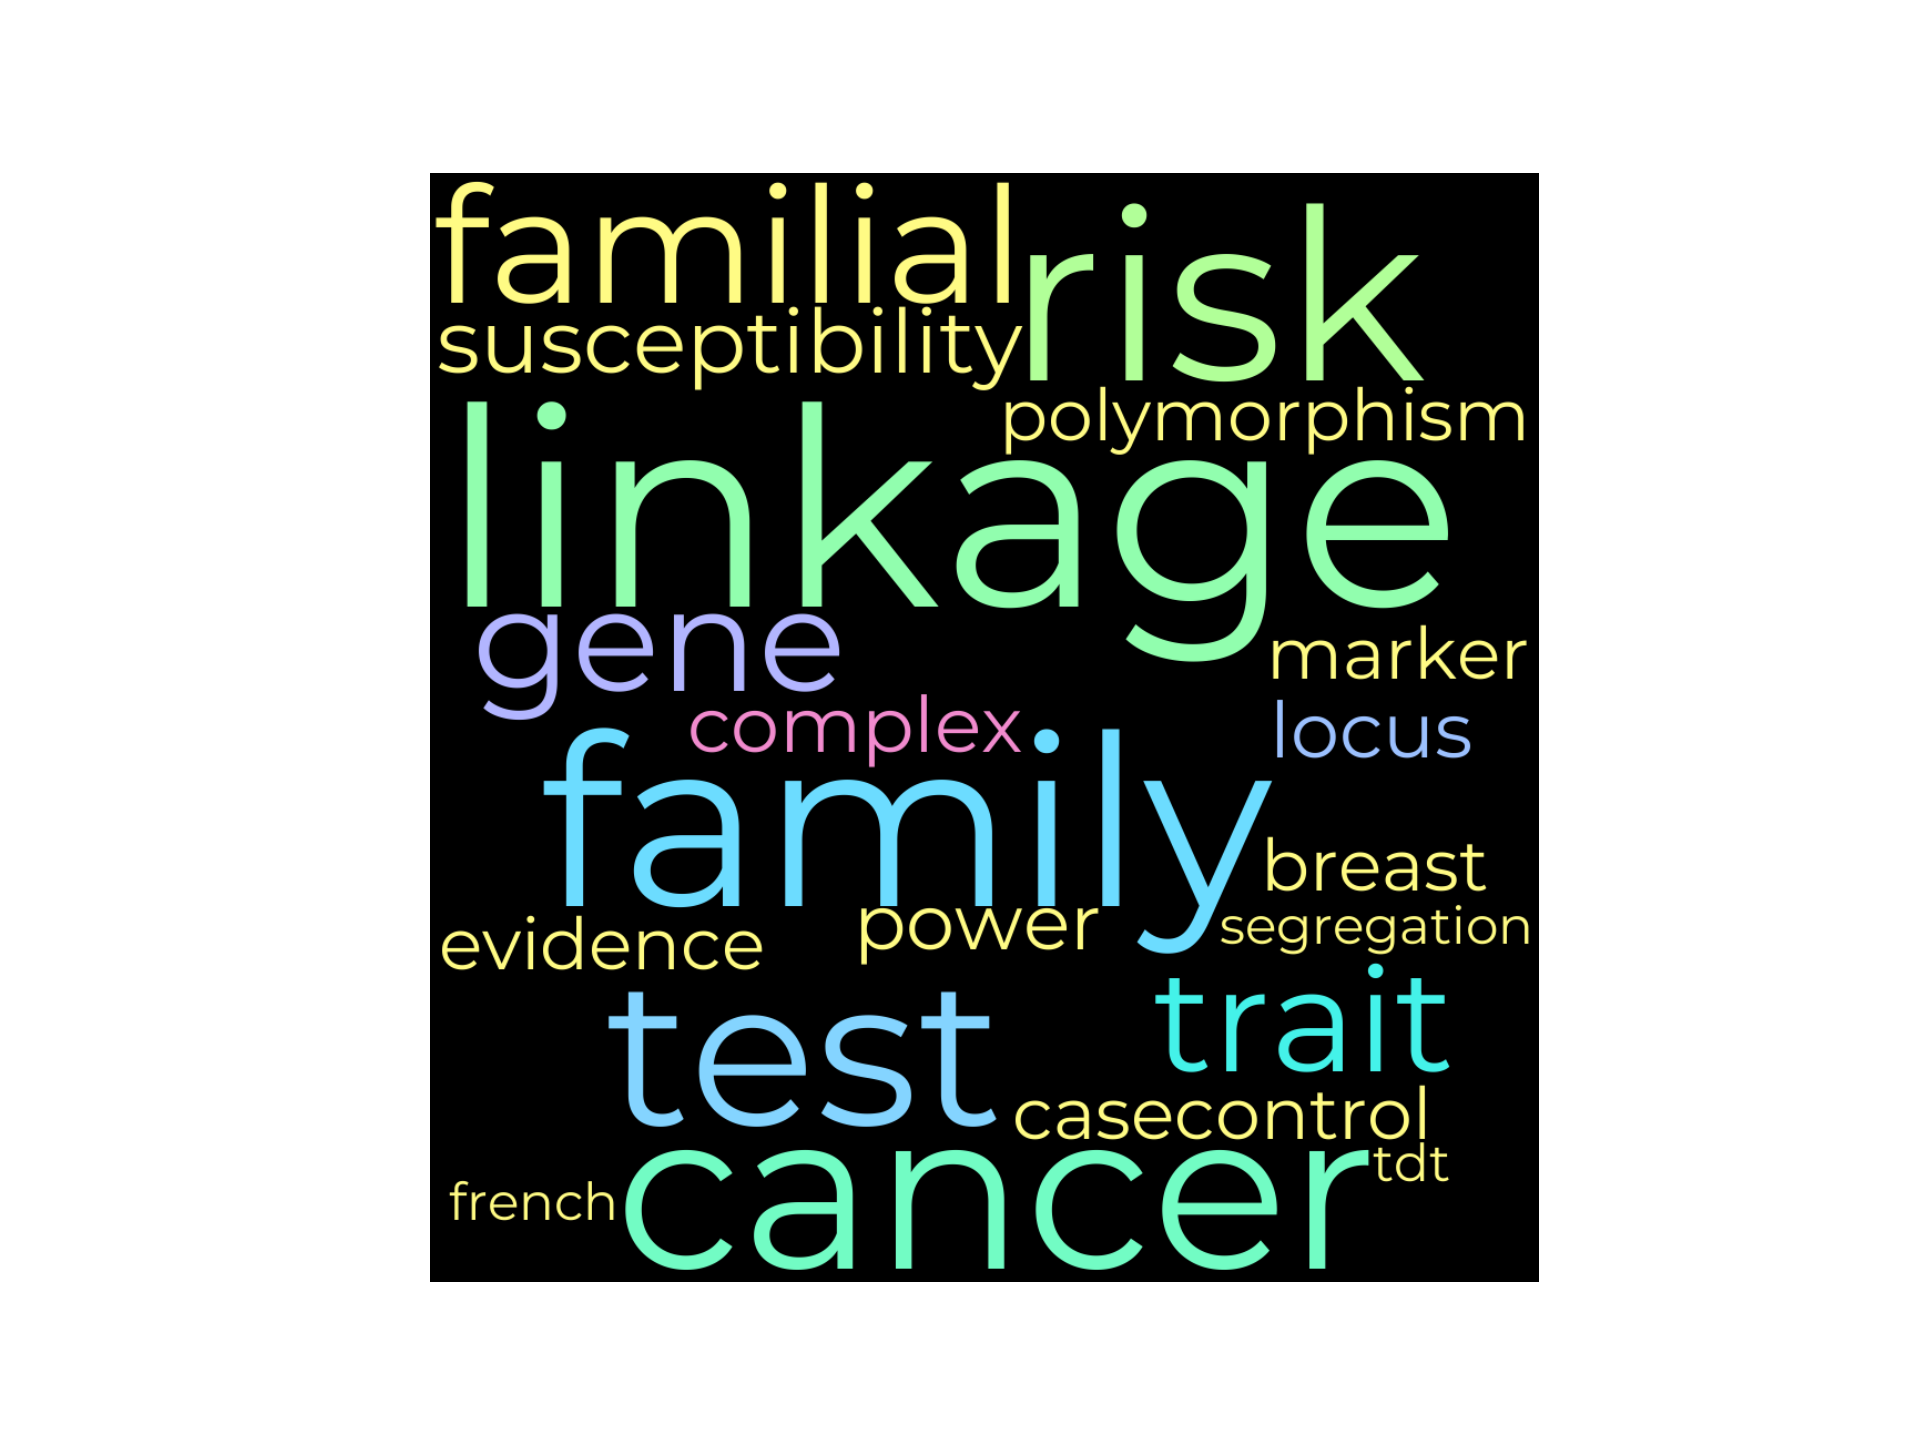 familial
risk
susceptibility
polymorphism
linkage
gene
marker
complex
locus
family
breast
evidence
power
segregation
test
trait
casecontrol
cancer
tdt
french